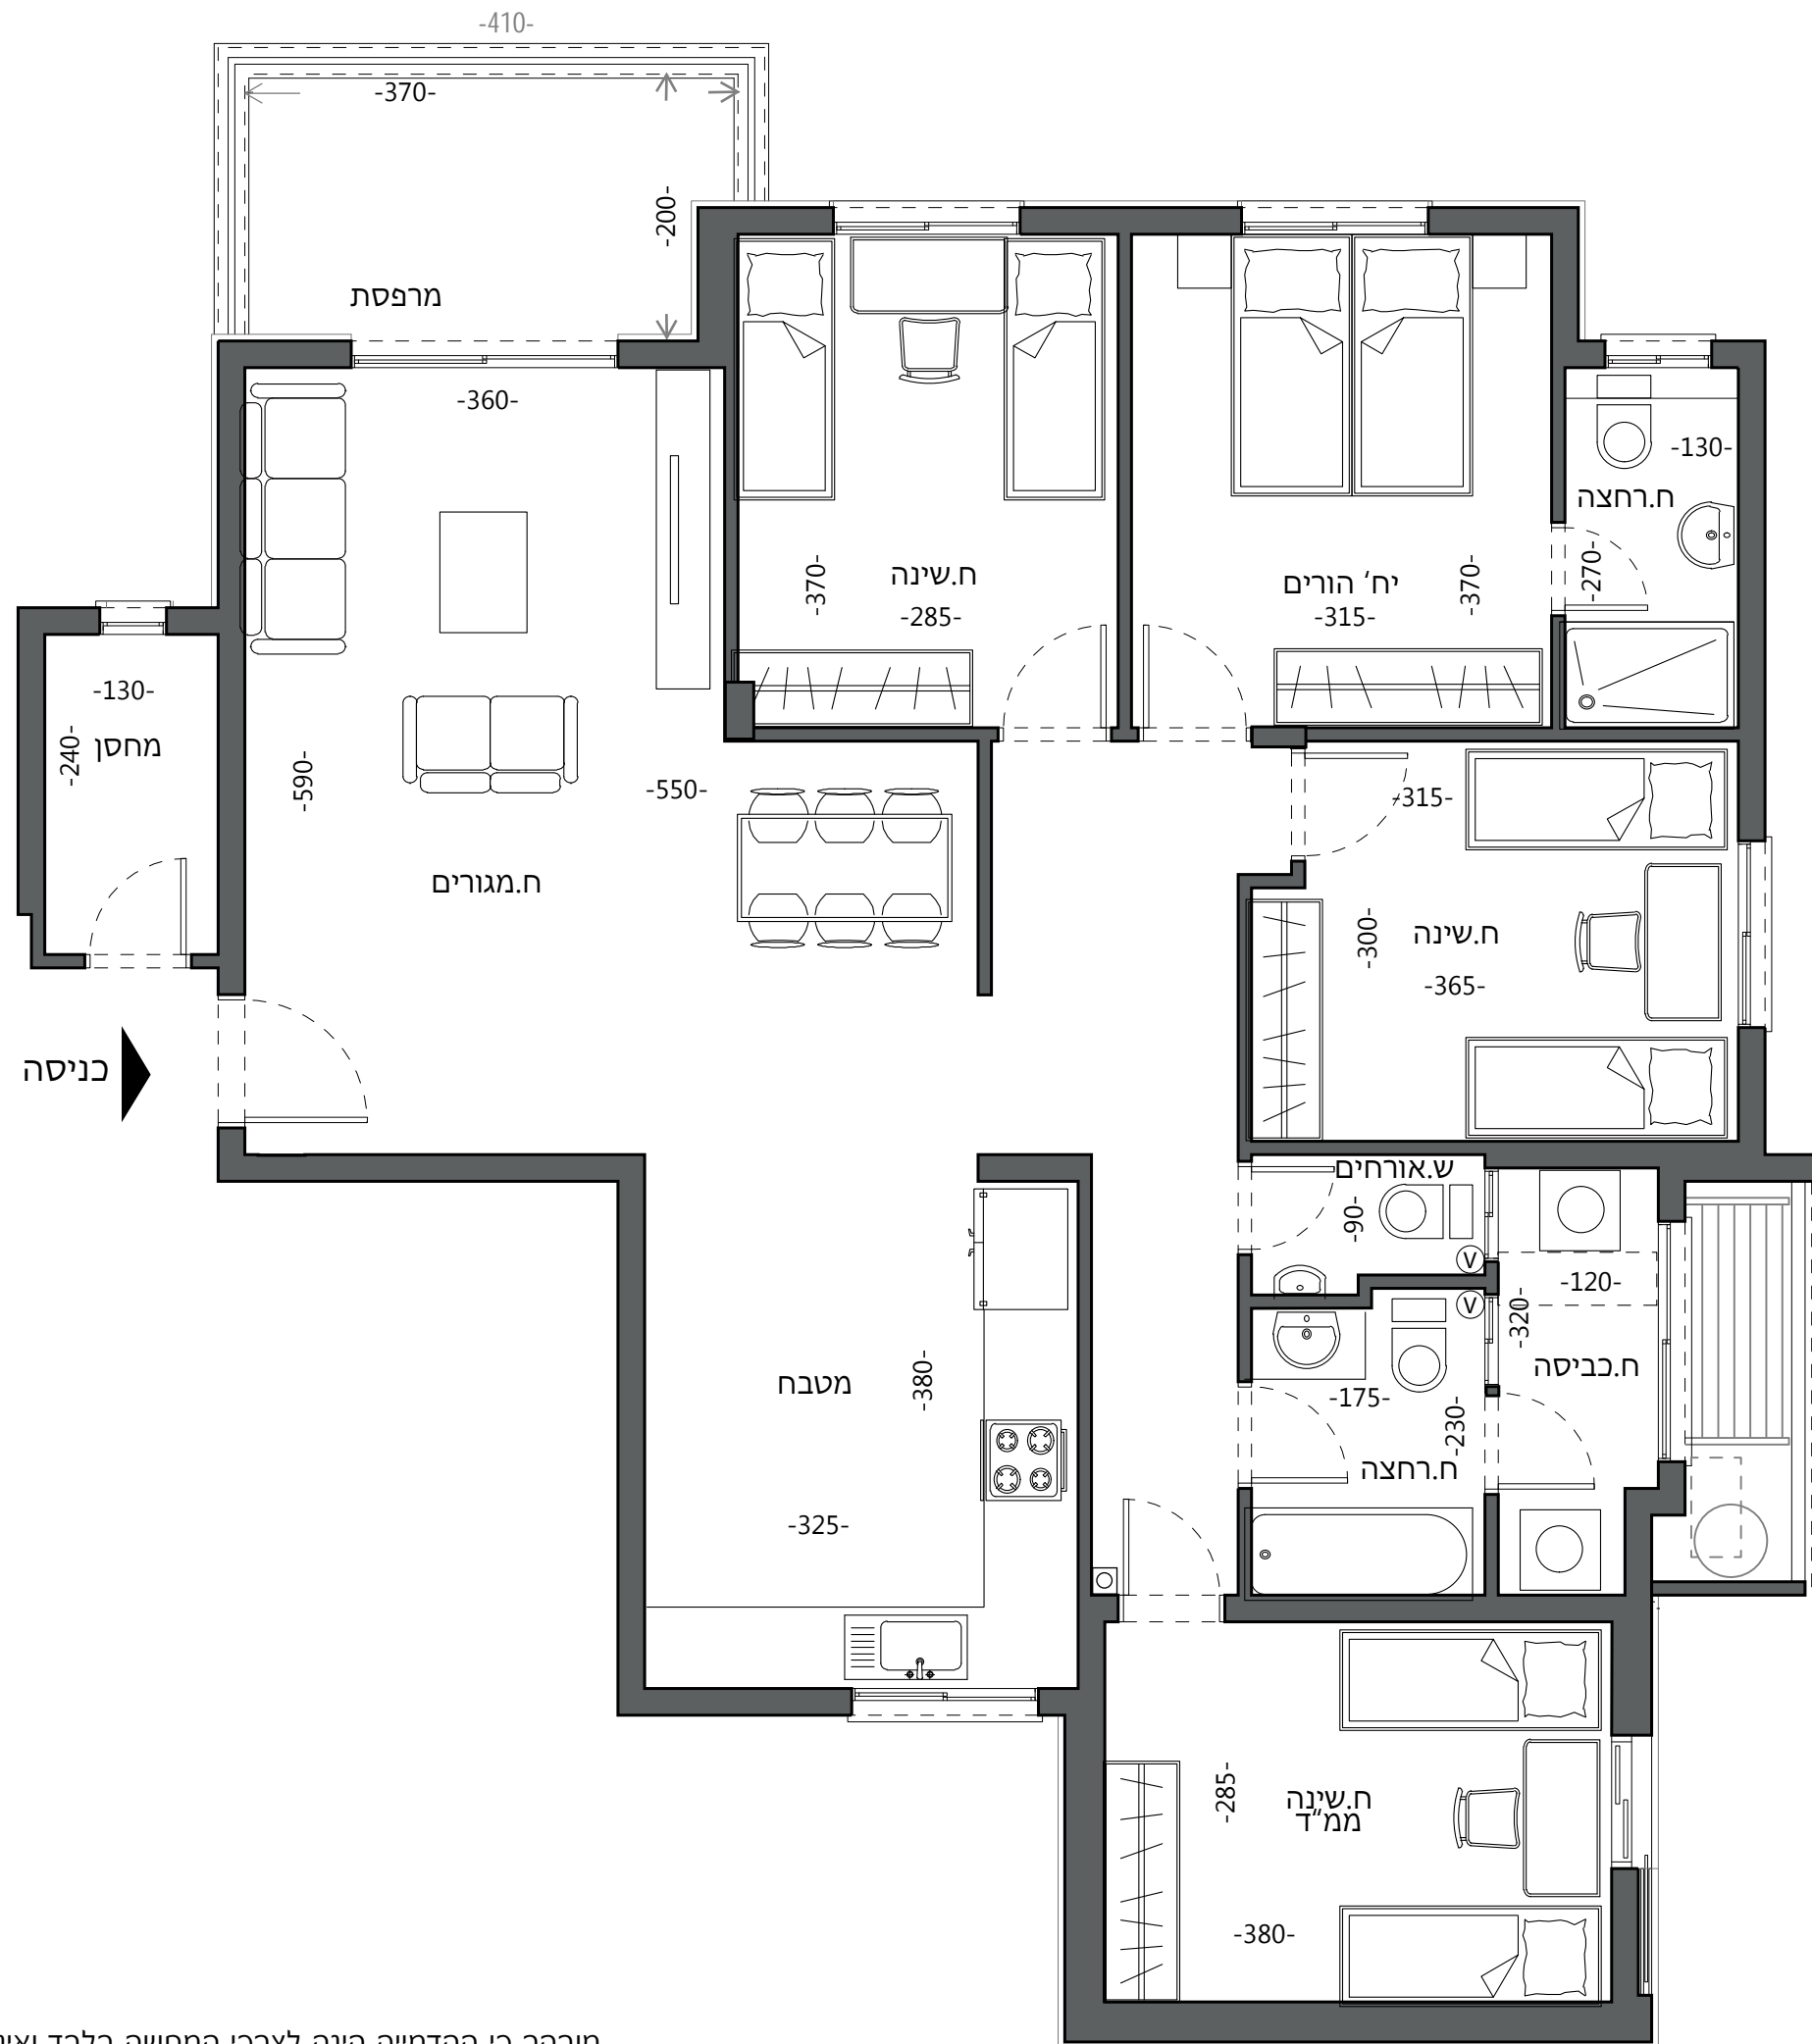 -410-
-370-
-200-
מרפסת
-360-
-130-
ח.רחצה
-270-
ח.שינה
-370-
-285-
יח' הורים
-370-
-315-
-130-
מחסן
-240-
-590-
-550-
-315-
ח.מגורים
ח.שינה
-300-
-365-
כניסה
ש.אורחים
-90-
V
-120-
V
-320-
ח.כביסה
מטבח
-380-
-175-
-230-
ח.רחצה
-325-
-285-
ח.שינה
ממ"ד
-380-